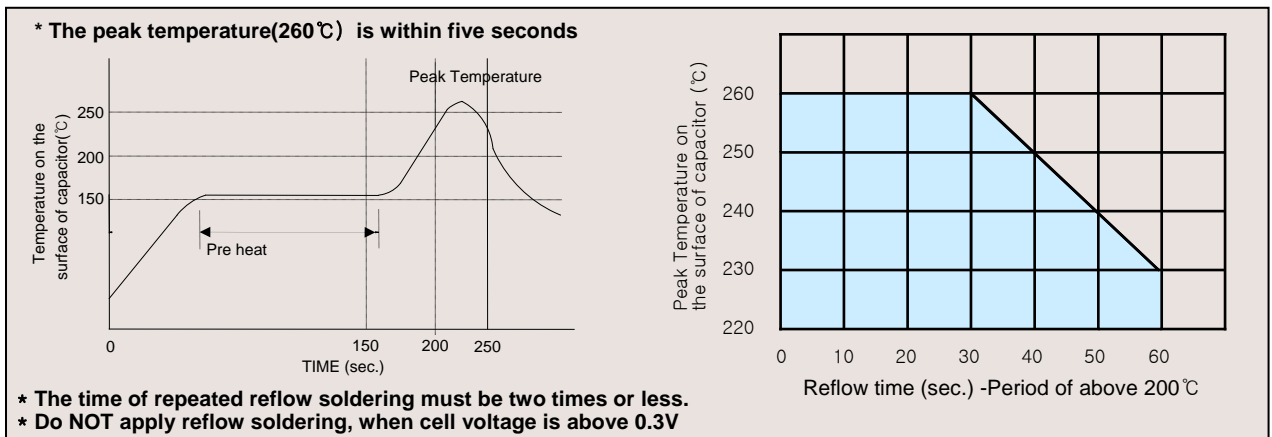 * The peak temperature(260℃) is within five seconds
Peak Temperature
250
200
150
Temperature on the
surface of capacitor(℃)
Pre heat
0
150
200
250
TIME (sec.)
* The time of repeated reflow soldering must be two times or less.
* Do NOT apply reflow soldering, when cell voltage is above 0.3V
260
250
240
230
220
Peak Temperature on
the surface of capacitor (℃)
0
10
20
30
40
50
60
Reflow time (sec.) -Period of above 200℃